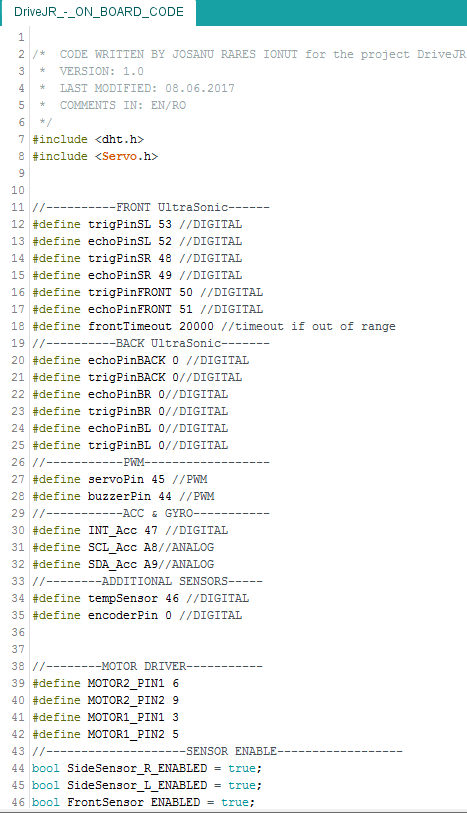 DriveJR_-_ON_BOARD_CODE
1
2 /*  CODE WRITTEN BY JOSANU RARES IONUT for the project DriveJR
3  *  VERSION: 1.0
4  *  LAST MODIFIED: 08.06.2017
5  *  COMMENTS IN: EN/RO
6  */
7 #include <dht.h>
8 #include <Servo.h>
9
10
11 //----------FRONT UltraSonic------
12 #define trigPinSL 53 //DIGITAL
13 #define echoPinSL 52 //DIGITAL
14 #define trigPinSR 48 //DIGITAL
15 #define echoPinSR 49 //DIGITAL
16 #define trigPinFRONT 50 //DIGITAL
17 #define echoPinFRONT 51 //DIGITAL
18 #define frontTimeout 20000 //timeout if out of range
19 //----------BACK UltraSonic-------
20 #define echoPinBACK 0 //DIGITAL
21 #define trigPinBACK 0//DIGITAL
22 #define echoPinBR 0//DIGITAL
23 #define trigPinBR 0//DIGITAL
24 #define echoPinBL 0//DIGITAL
25 #define trigPinBL 0//DIGITAL
26 //-----------PWM------------------
27 #define servoPin 45 //PWM
28 #define buzzerPin 44 //PWM
29 //-----------ACC & GYRO-----------
30 #define INT_Acc 47 //DIGITAL
31 #define SCL_Acc A8//ANALOG
32 #define SDA_Acc A9//ANALOG
33 //--------ADDITIONAL SENSORS-----
34 #define tempSensor 46 //DIGITAL
35 #define encoderPin 0 //DIGITAL
36
37
38 //--------MOTOR DRIVER-----------
39 #define MOTOR2_PIN1 6
40 #define MOTOR2_PIN2 9
41 #define MOTOR1_PIN1 3
42 #define MOTOR1_PIN2 5
43 //--------------------SENSOR ENABLE------------------
44 bool SideSensor_R_ENABLED = true;
45 bool SideSensor_L_ENABLED = true;
46 bool FrontSensor_ENABLED = true;